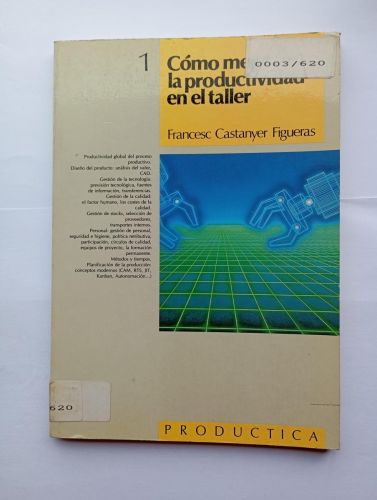 1
Cómo me
0003/620
la productividad
en el taller
Francesc Castanyer Figueras
Productividad global del proceso
productivo.
Diseño del producto: análisis del valor,
CAD.
Gestión de la tecnología:
previsión tecnológica, fuentes
de información, transferencias.
Gestión de la calidad:
el factor humano, los costes de la
calidad.
Gestión de stocks, selección de
proveedores,
transportes internos.
Personal: gestión de personal,
seguridad e higiene, política retributiva,
participación, círculos de calidad,
equipos de proyecto, la formación
permanente.
Métodos y tiempos,
Planificación de la producción:
conceptos modernos (CAM, RTS, JIT,
Kanban, Automatización...)
620
PRODUCTICA